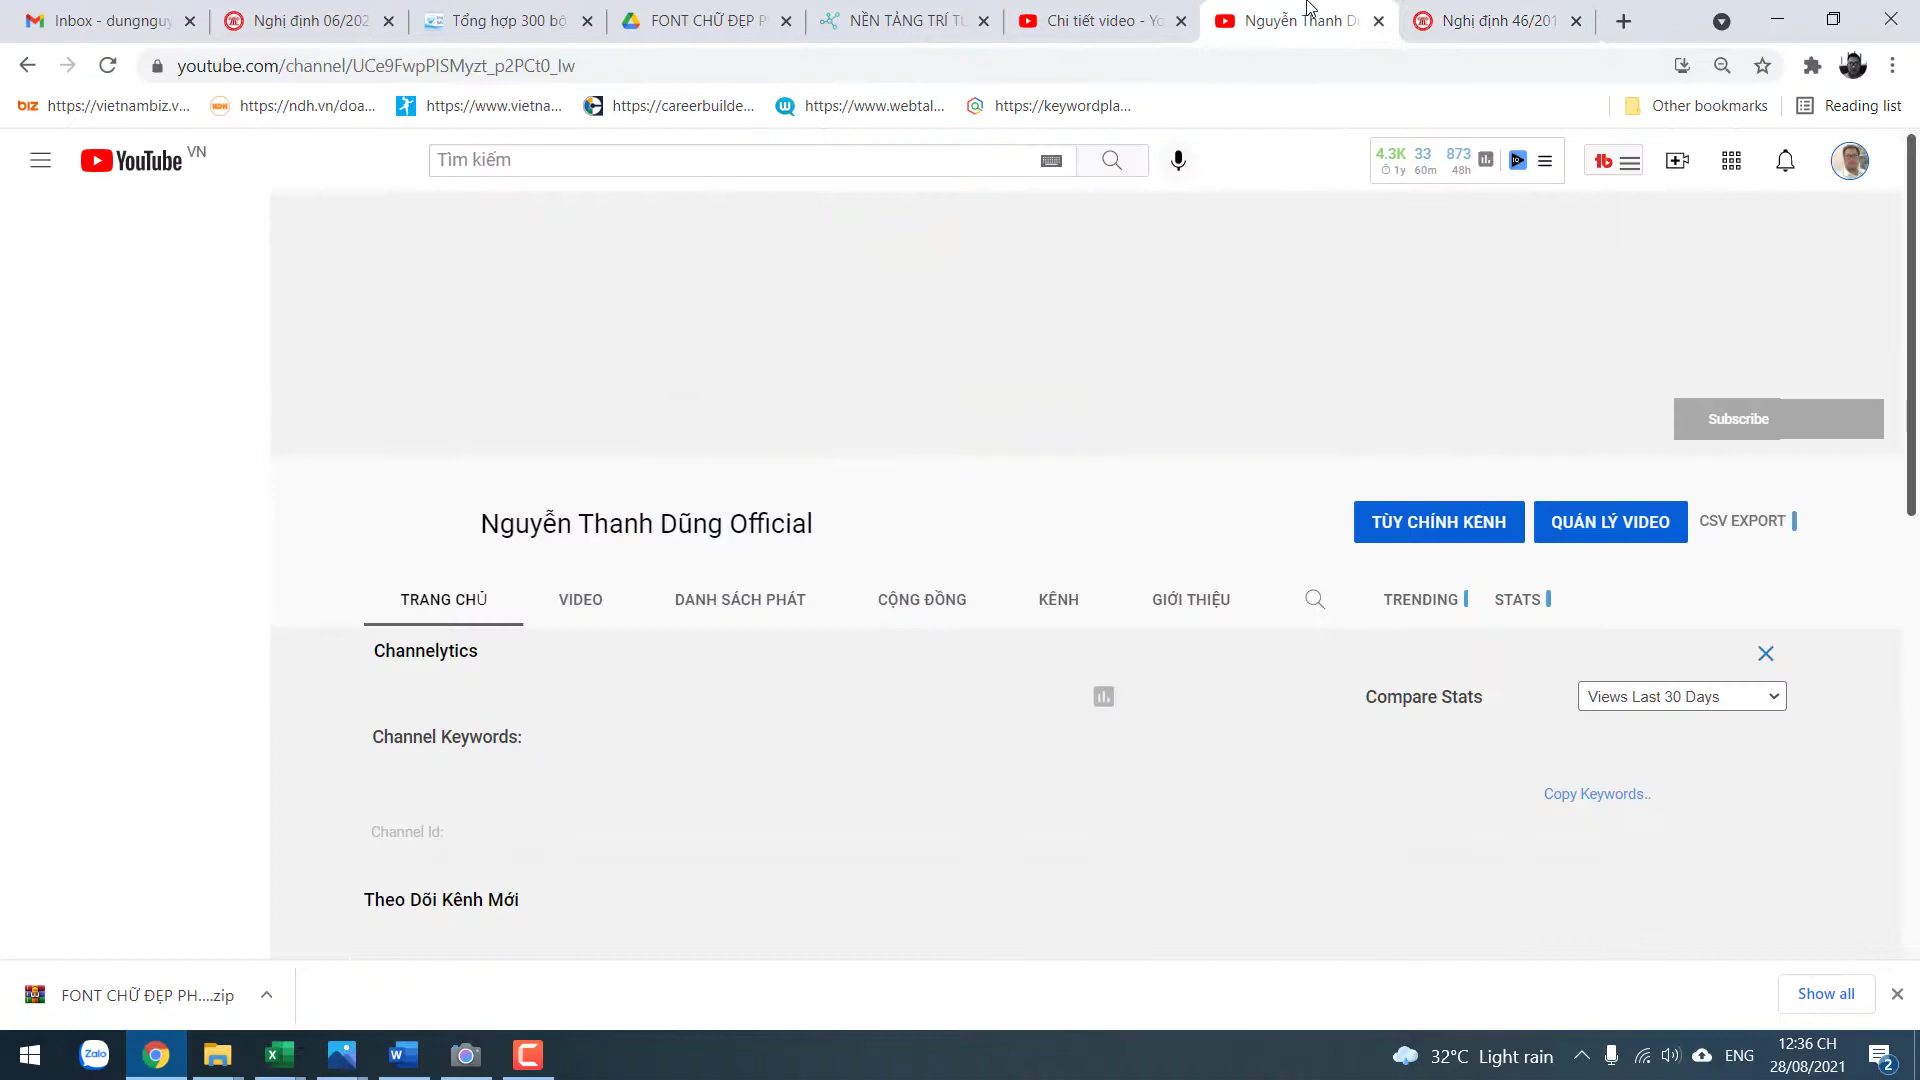 Inbox - dungnguy
Nghị định 06/202
Tổng hợp 300 bộ
FONT CHỮ ĐẸP P
NỀN TẢNG TRÍ TU
Chi tiết video - Yo
Nguyễn Thanh Dũ
Nghị định 46/201
youtube.com/channel/UCe9FwpPISMyzt_p2PCt0_Iw
biz https://vietnambiz.v...
NDH https://ndh.vn/doa...
https://www.vietna...
https://careerbuilde...
https://www.webtal...
https://keywordpla...
Other bookmarks
Reading list
YouTube VN
Tìm kiếm
4.3K 33 873
1y 60m 48h
Subscribe
Nguyễn Thanh Dũng Official
TÙY CHỈNH KÊNH
QUẢN LÝ VIDEO
CSV EXPORT
TRANG CHỦ
VIDEO
DANH SÁCH PHÁT
CỘNG ĐỒNG
KÊNH
GIỚI THIỆU
TRENDING
STATS
Channelytics
Compare Stats
Views Last 30 Days
Channel Keywords:
Copy Keywords..
Channel Id:
Theo Dõi Kênh Mới
FONT CHỮ ĐẸP PH....zip
Show all
Zalo
32°C Light rain
ENG
12:36 CH
28/08/2021
2